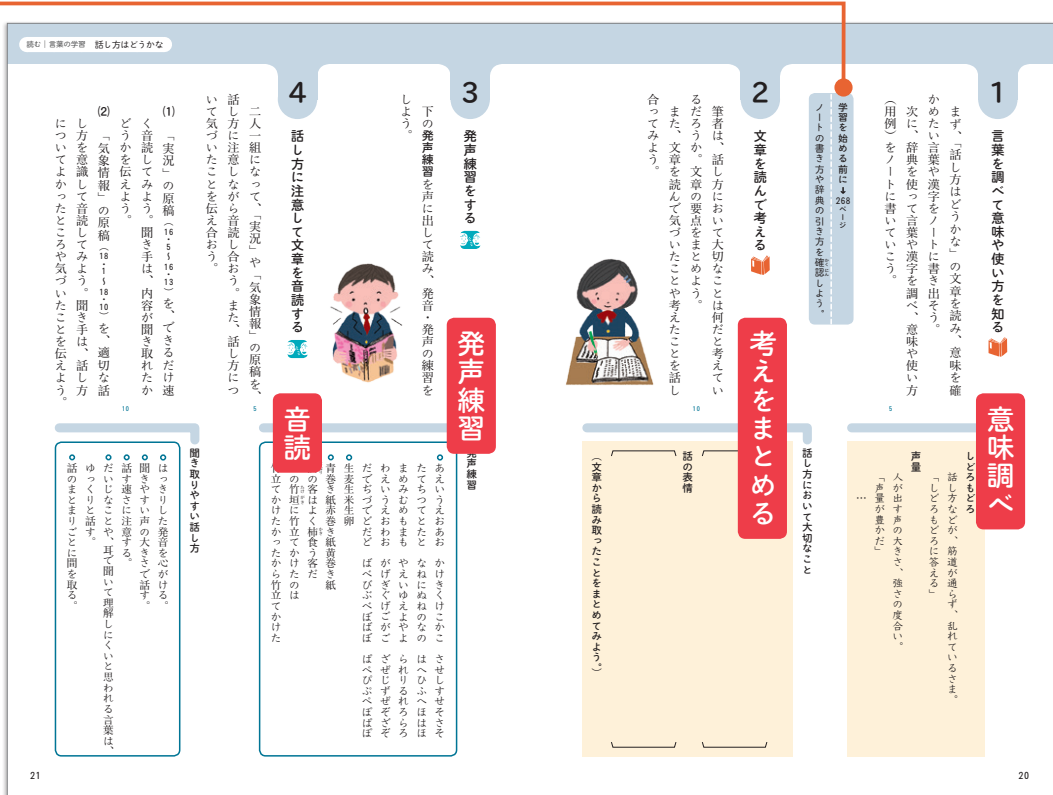 読む｜言葉の学習　話し方はどうかな
1
言葉を調べて意味や使い方を知る
まず、「話し方はどうかな」の文章を読み、意味を確
かめたい言葉や漢字をノートに書き出そう。
次に、辞典を使って言葉や漢字を調べ、意味や使い方
（用例）をノートに書いていこう。
5
学習を始める前に➡268ページ
ノートの書き方や辞典の引き方を確認しよう。
意味調べ
しどろもどろ
話し方などが、筋道が通らず、乱れているさま。
「しどろもどろに答える」
声量
人が出す声の大きさ、強さの度合い。
「声量が豊かだ」
…
2
文章を読んで考える
筆者は、話し方において大切なことは何だと考えてい
るだろうか。文章の要点をまとめよう。
また、文章を読んで気づいたことや考えたことを話し
合ってみよう。
10
考えをまとめる
話し方において大切なこと
話の表情
（文章から読み取ったことをまとめてみよう。）
20
3
発声練習をする
下の発声練習を声に出して読み、発音・発声の練習を
しよう。
発声練習
発声練習
あえいうえおあお　かけきくけこかこ　させしすせそさそ
たてちつてとたと　なねにぬねのなの　はへひふへほはほ
まめみむめもまも　やえいゆえよやよ　られりるれろらろ
わえいうえおわお　がげぎぐげごがご　ざぜじずぜぞざぞ
だでぢづでどだど　ばべびぶべぼばぼ　ぱぺぴぷぺぽぱぽ
生麦生米生卵
青巻き紙赤巻き紙黄巻き紙
の客はよく柿食う客だ
の竹垣に竹立てかけたのは
竹立てかけたかったから竹立てかけた
4
話し方に注意して文章を音読する
二人一組になって、「実況」や「気象情報」の原稿を、
話し方に注意しながら音読し合おう。また、話し方につ
いて気づいたことを伝え合おう。
5
⑴　「実況」の原稿（16・5〜16・13）を、できるだけ速
く音読してみよう。聞き手は、内容が聞き取れたか
どうかを伝えよう。
⑵　「気象情報」の原稿（18・1〜18・10）を、適切な話
し方を意識して音読してみよう。聞き手は、話し方
についてよかったところや気づいたことを伝えよう。
10
音読
聞き取りやすい話し方
はっきりした発音を心がける。
聞きやすい声の大きさで話す。
話す速さに注意する。
だいじなことや、耳で聞いて理解しにくいと思われる言葉は、
ゆっくりと話す。
話のまとまりごとに間を取る。
21